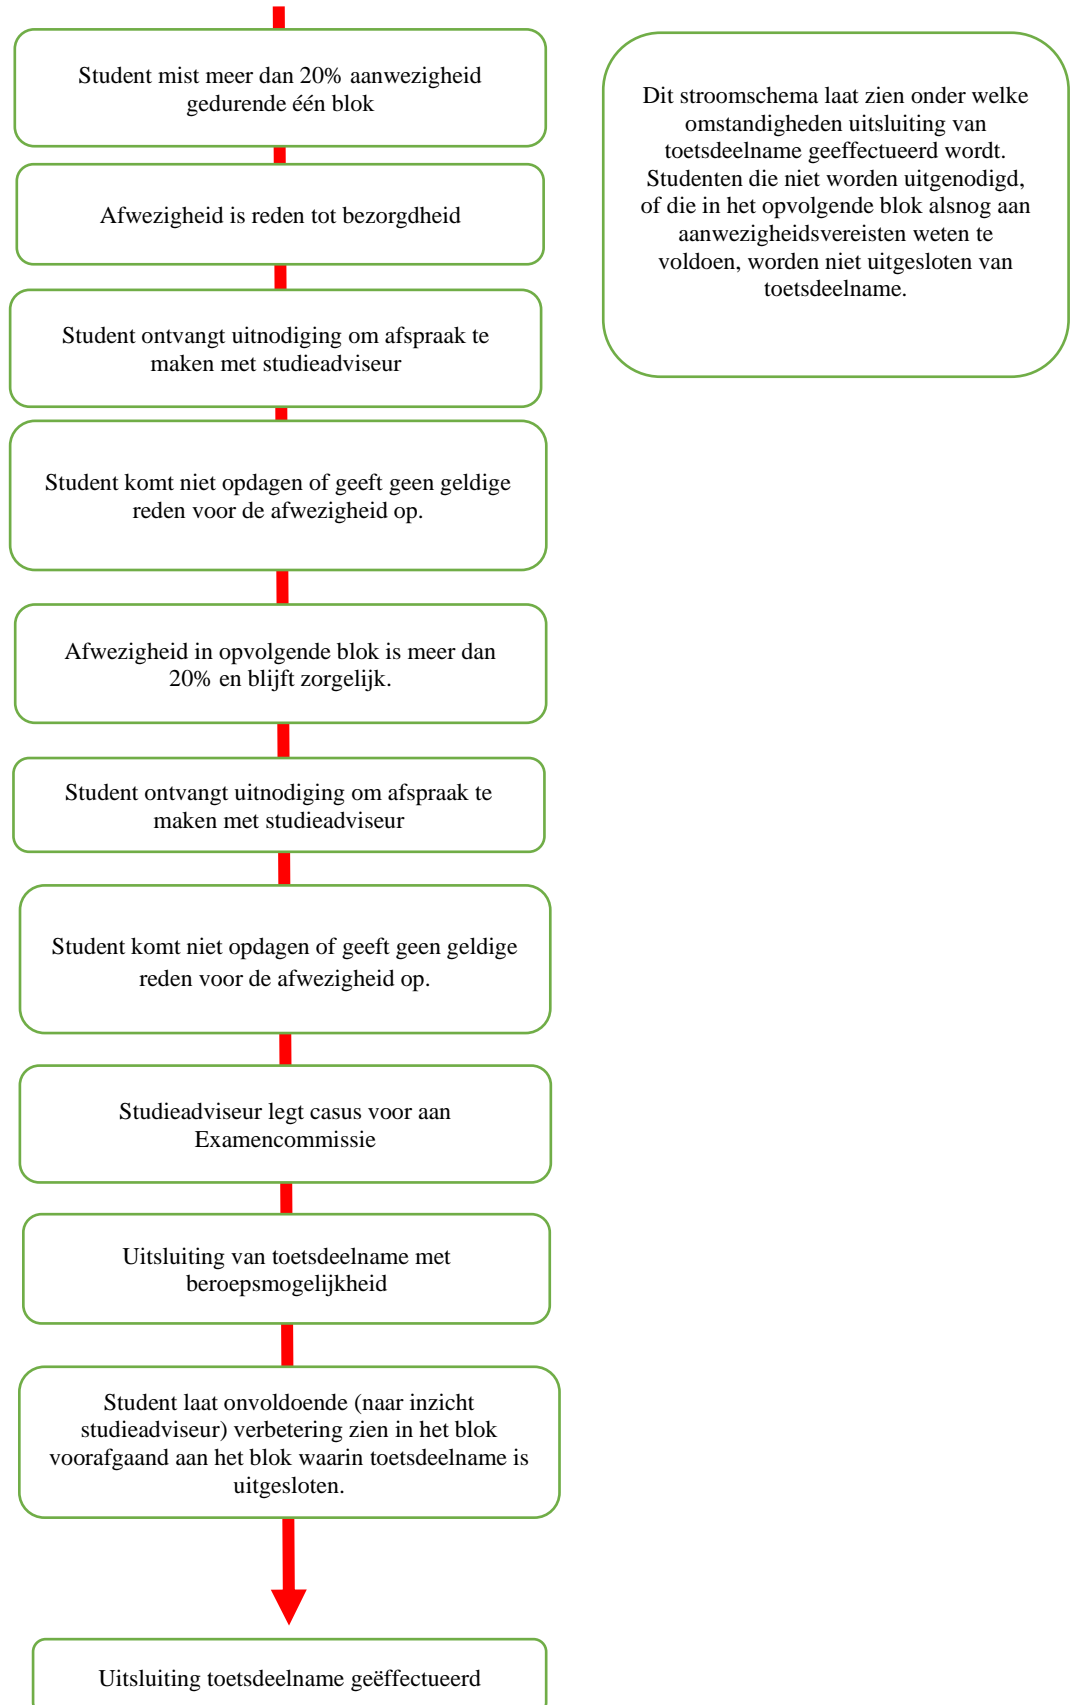 Student mist meer dan 20% aanwezigheid
gedurende één blok
Afwezigheid is reden tot bezorgdheid
Student ontvangt uitnodiging om afspraak te
maken met studieadviseur
Student komt niet opdagen of geeft geen geldige
reden voor de afwezigheid op.
Afwezigheid in opvolgende blok is meer dan
20% en blijft zorgelijk.
Student ontvangt uitnodiging om afspraak te
maken met studieadviseur
Student komt niet opdagen of geeft geen geldige
reden voor de afwezigheid op.
Studieadviseur legt casus voor aan
Examencommissie
Uitsluiting van toetsdeelname met
beroepsmogelijkheid
Student laat onvoldoende (naar inzicht
studieadviseur) verbetering zien in het blok
voorafgaand aan het blok waarin toetsdeelname is
uitgesloten.
Uitsluiting toetsdeelname geëffectueerd
Dit stroomschema laat zien onder welke
omstandigheden uitsluiting van
toetsdeelname geeffectueerd wordt.
Studenten die niet worden uitgenodigd,
of die in het opvolgende blok alsnog aan
aanwezigheidsvereisten weten te
voldoen, worden niet uitgesloten van
toetsdeelname.